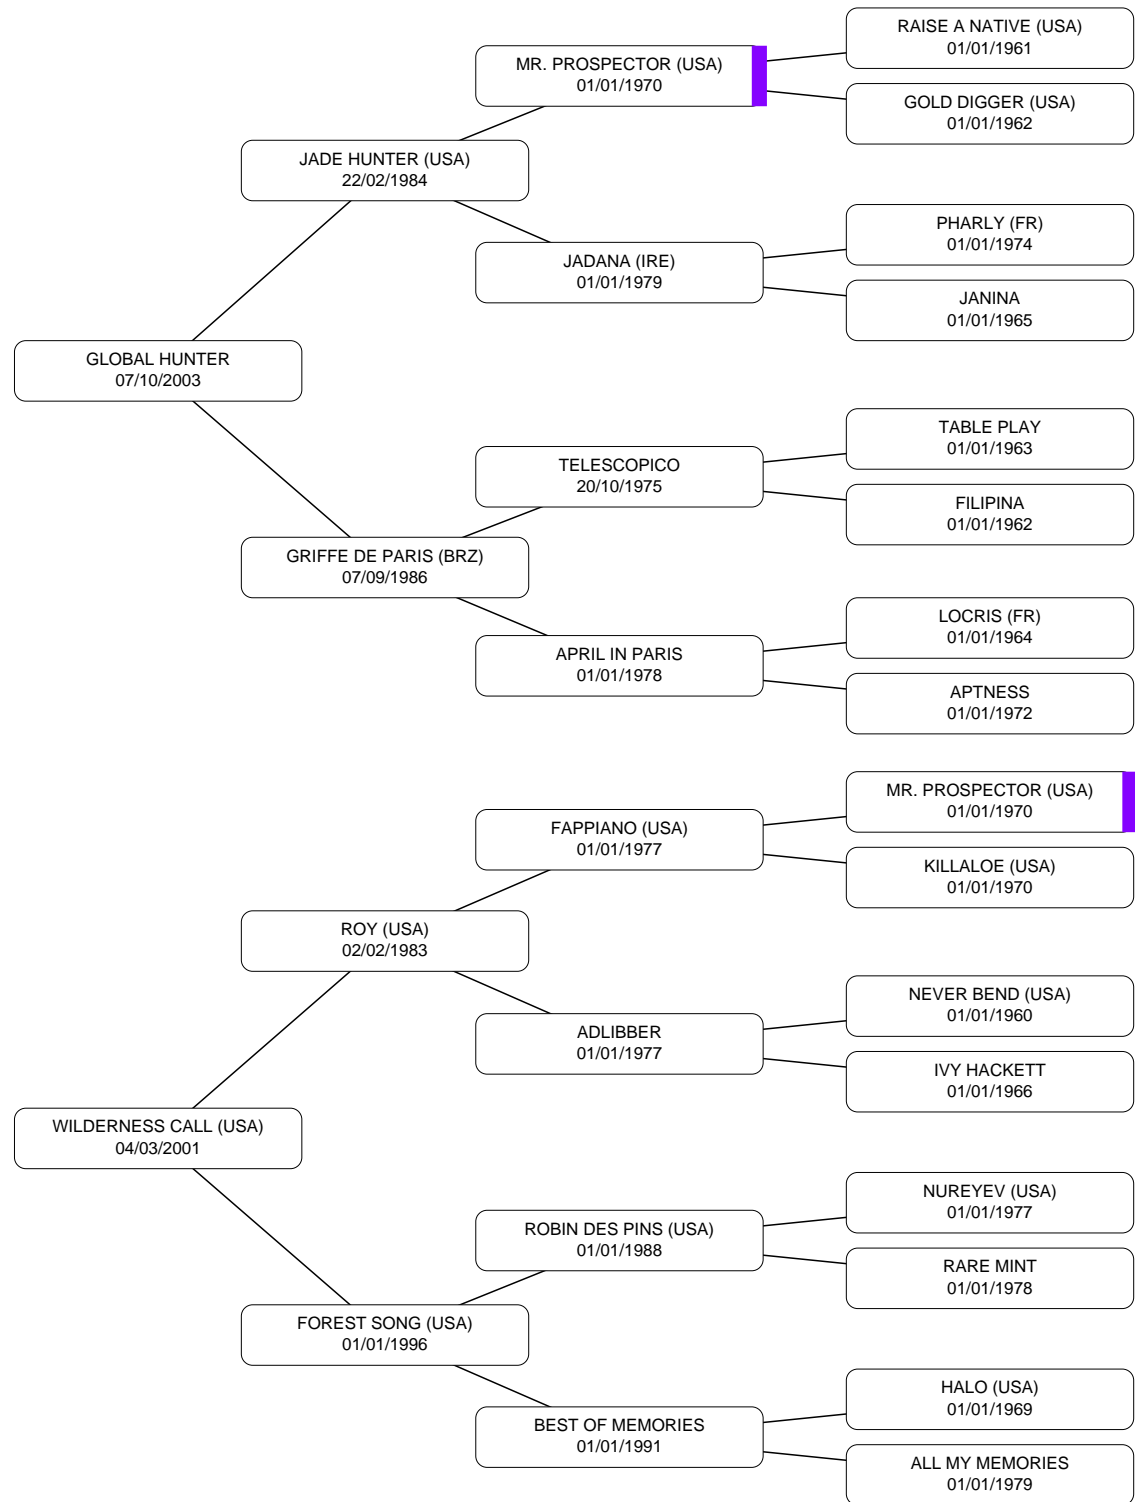 RAISE A NATIVE (USA)
01/01/1961
MR. PROSPECTOR (USA)
01/01/1970
GOLD DIGGER (USA)
01/01/1962
JADE HUNTER (USA)
22/02/1984
PHARLY (FR)
01/01/1974
JADANA (IRE)
01/01/1979
JANINA
01/01/1965
GLOBAL HUNTER
07/10/2003
TABLE PLAY
01/01/1963
TELESCOPICO
20/10/1975
FILIPINA
01/01/1962
GRIFFE DE PARIS (BRZ)
07/09/1986
LOCRIS (FR)
01/01/1964
APRIL IN PARIS
01/01/1978
APTNESS
01/01/1972
MR. PROSPECTOR (USA)
01/01/1970
FAPPIANO (USA)
01/01/1977
KILLALOE (USA)
01/01/1970
ROY (USA)
02/02/1983
NEVER BEND (USA)
01/01/1960
ADLIBBER
01/01/1977
IVY HACKETT
01/01/1966
WILDERNESS CALL (USA)
04/03/2001
NUREYEV (USA)
01/01/1977
ROBIN DES PINS (USA)
01/01/1988
RARE MINT
01/01/1978
FOREST SONG (USA)
01/01/1996
HALO (USA)
01/01/1969
BEST OF MEMORIES
01/01/1991
ALL MY MEMORIES
01/01/1979